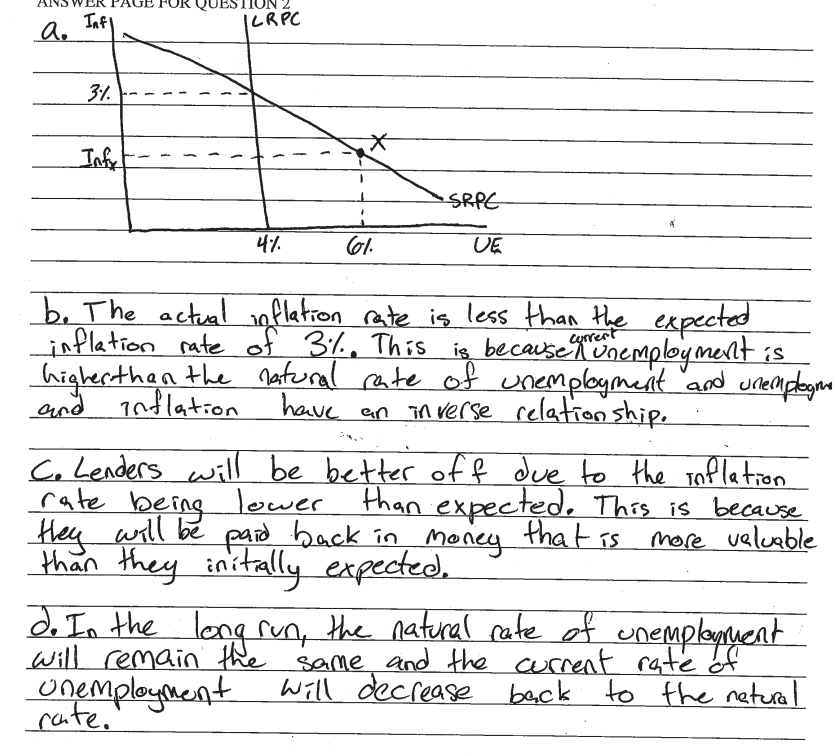 ANSWER PAGE FOR QUESTION 2
a. Inf LRPC
3%
X
Infx
SRPC
4% 6% UE
b. The actual inflation rate is less than the expected
inflation rate of 3%. This is because current unemployment is
higher than the natural rate of unemployment and unemploym
and inflation have an inverse relationship.
C. Lenders will be better off due to the inflation
rate being lower than expected. This is because
they will be paid back in money that is more valuable
than they initially expected.
d. In the long run, the natural rate of unemployment
will remain the same and the current rate of
unemployment will decrease back to the natural
rate.